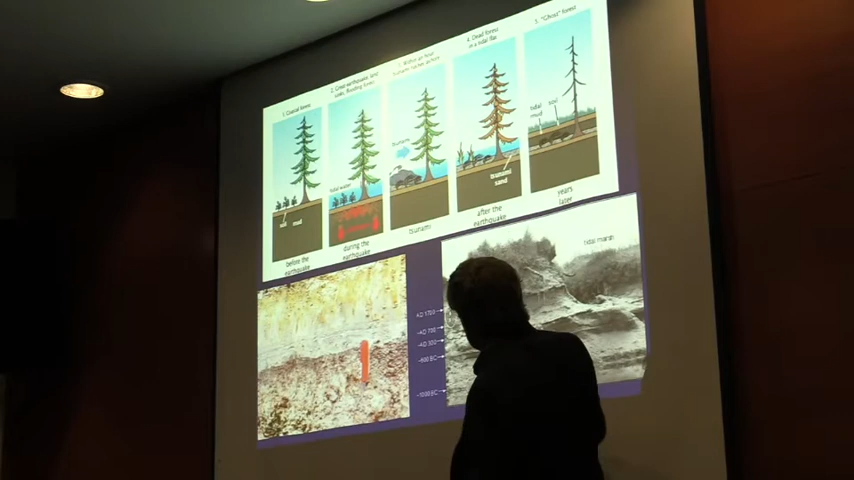 1. Coastal forest
2. Great earthquake, land
sinks, flooding forest
3. Within an hour
tsunami rushes ashore
4. Dead forest
in a tidal flat
5. "Ghost" forest
tidal water
tsunami
tidal
mud
soil
soil
mud
tsunami
sand
before the
earthquake
during the
earthquake
tsunami
after the
earthquake
years
later
tidal marsh
AD 1700
~AD 700
~AD 300
~600 BC
~1000 BC